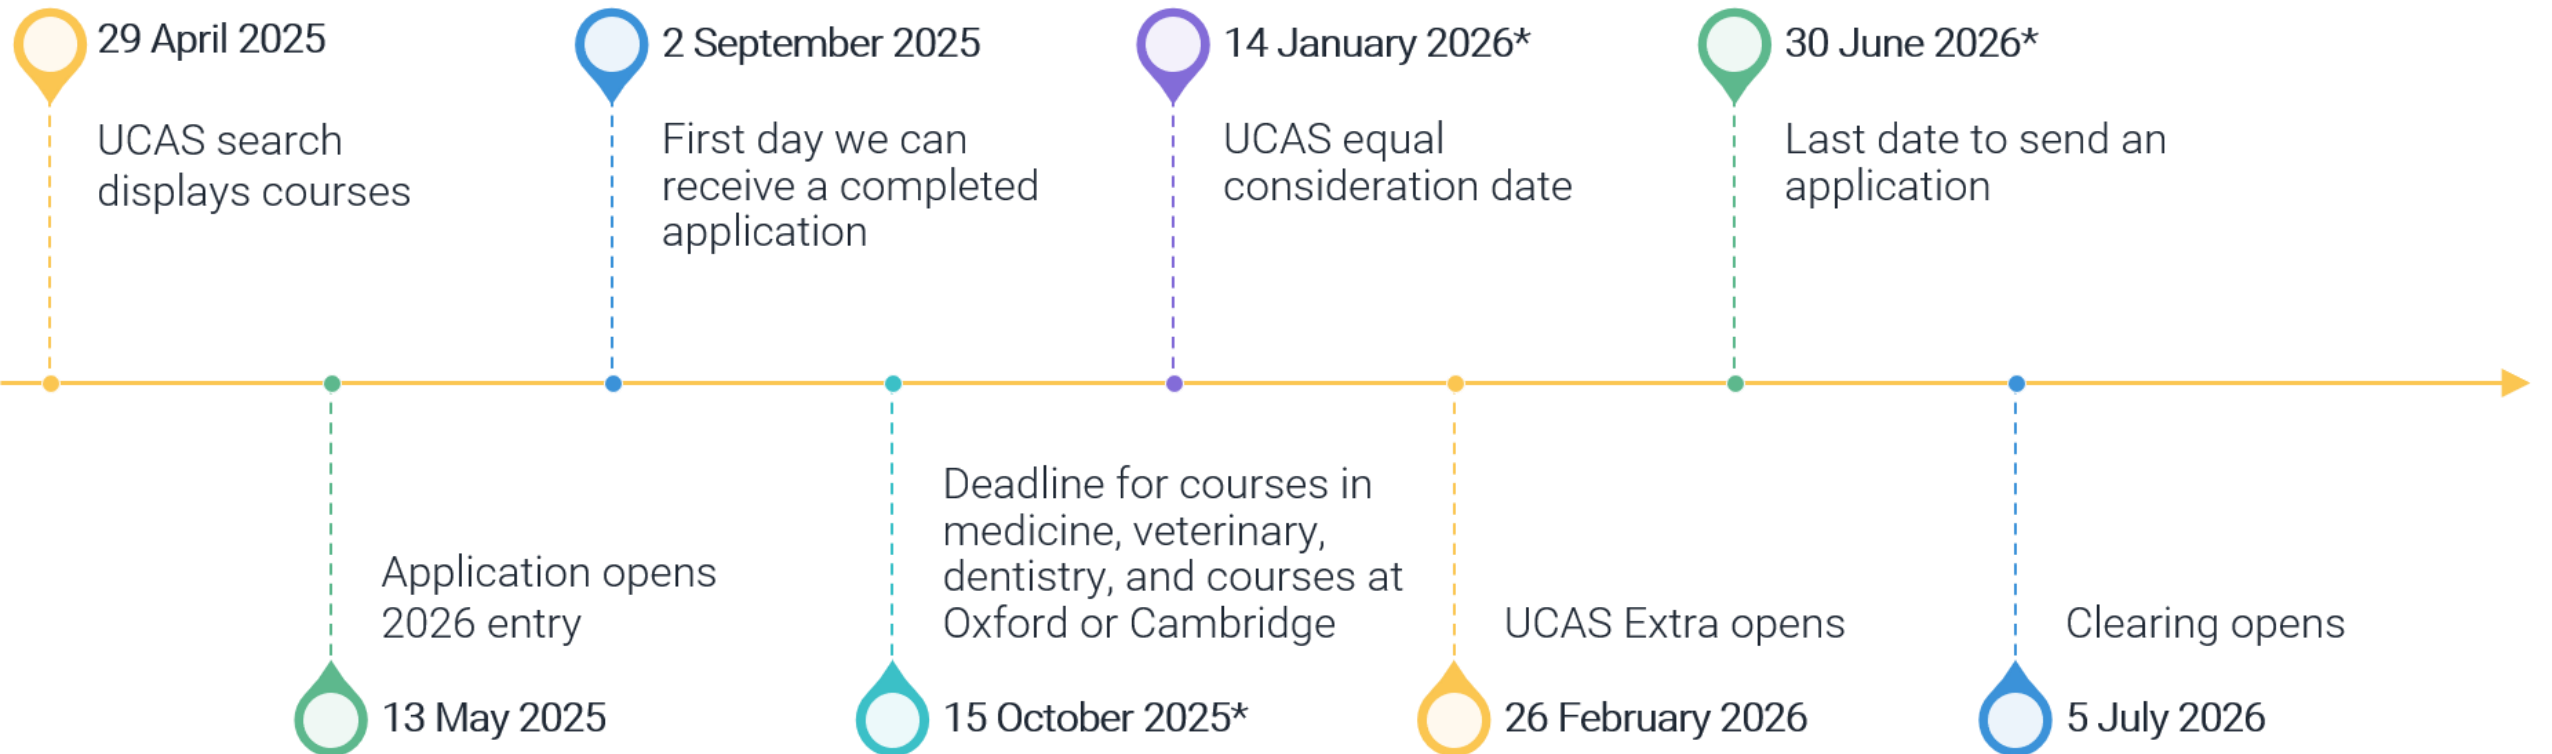 29 April 2025
UCAS search
displays courses
2 September 2025
First day we can
receive a completed
application
14 January 2026*
UCAS equal
consideration date
30 June 2026*
Last date to send an
application
Application opens
2026 entry
13 May 2025
Deadline for courses in
medicine, veterinary,
dentistry, and courses at
Oxford or Cambridge
15 October 2025*
UCAS Extra opens
26 February 2026
Clearing opens
5 July 2026